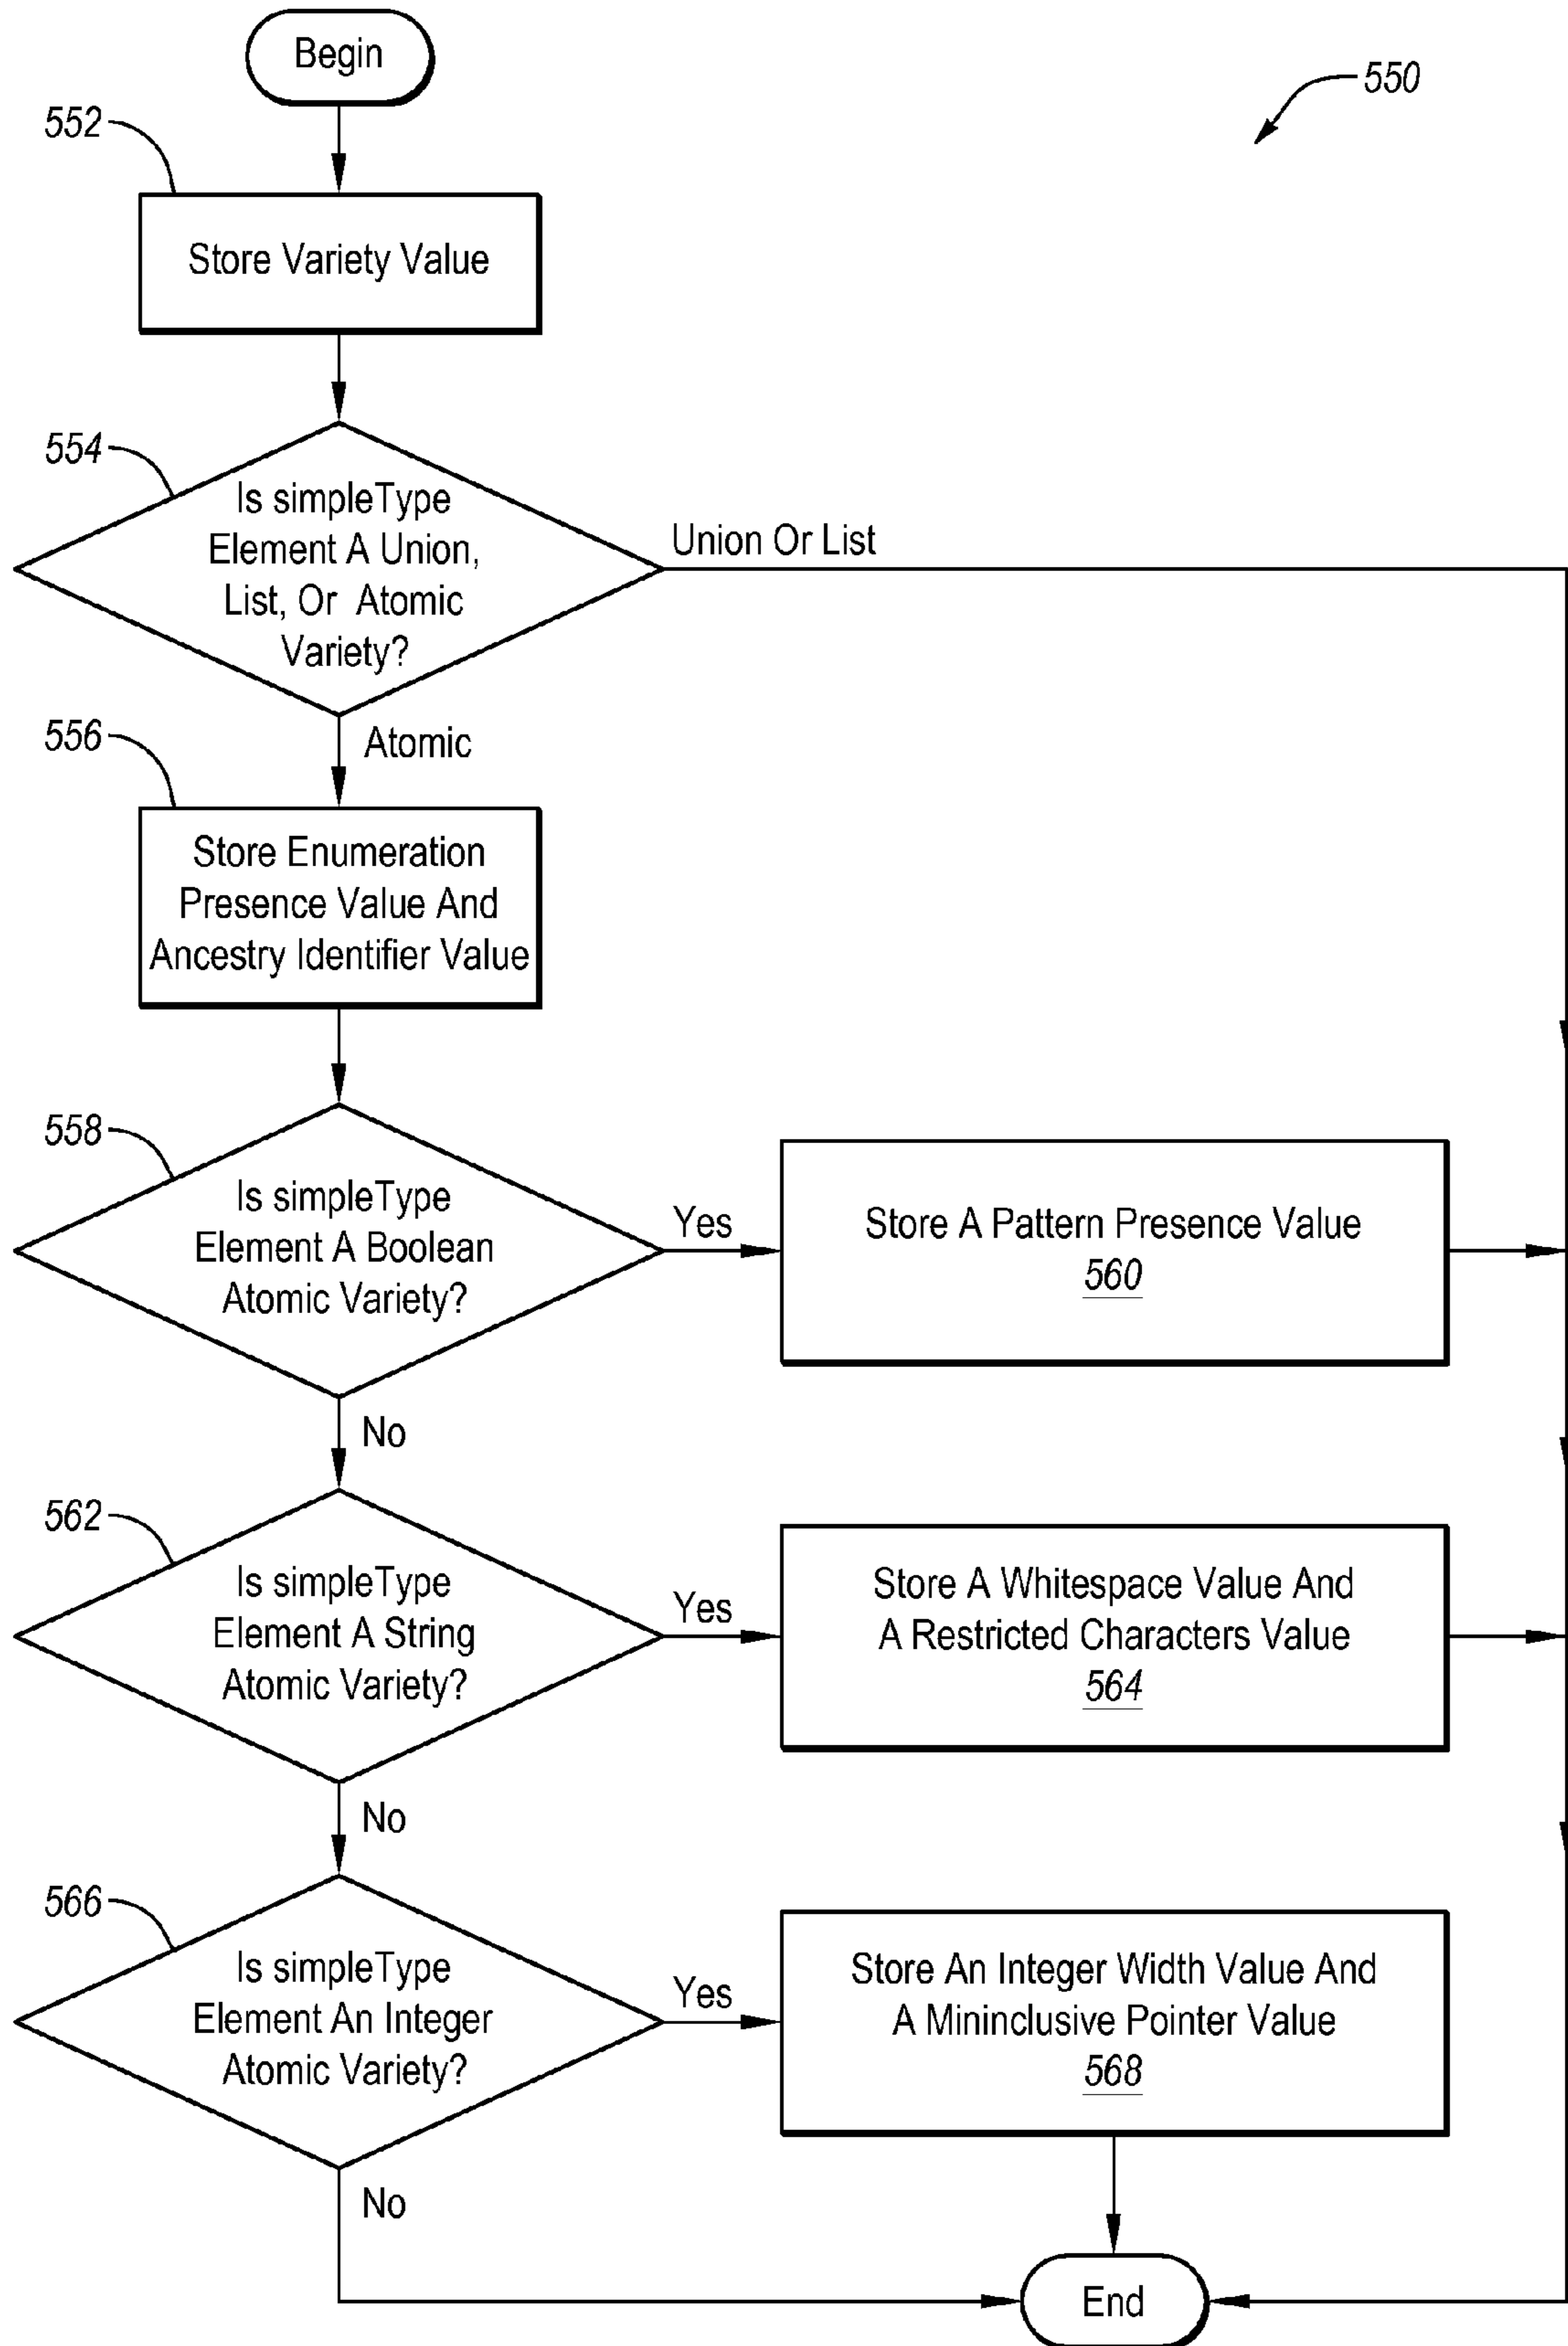 Begin
550
552
Store Variety Value
554
Is simpleType
Element A Union,
List, Or Atomic
Variety?
Union Or List
Atomic
556
Store Enumeration
Presence Value And
Ancestry Identifier Value
558
Is simpleType
Element A Boolean
Atomic Variety?
Yes
Store A Pattern Presence Value
560
No
562
Is simpleType
Element A String
Atomic Variety?
Yes
Store A Whitespace Value And
A Restricted Characters Value
564
No
566
Is simpleType
Element An Integer
Atomic Variety?
Yes
Store An Integer Width Value And
A Mininclusive Pointer Value
568
No
End